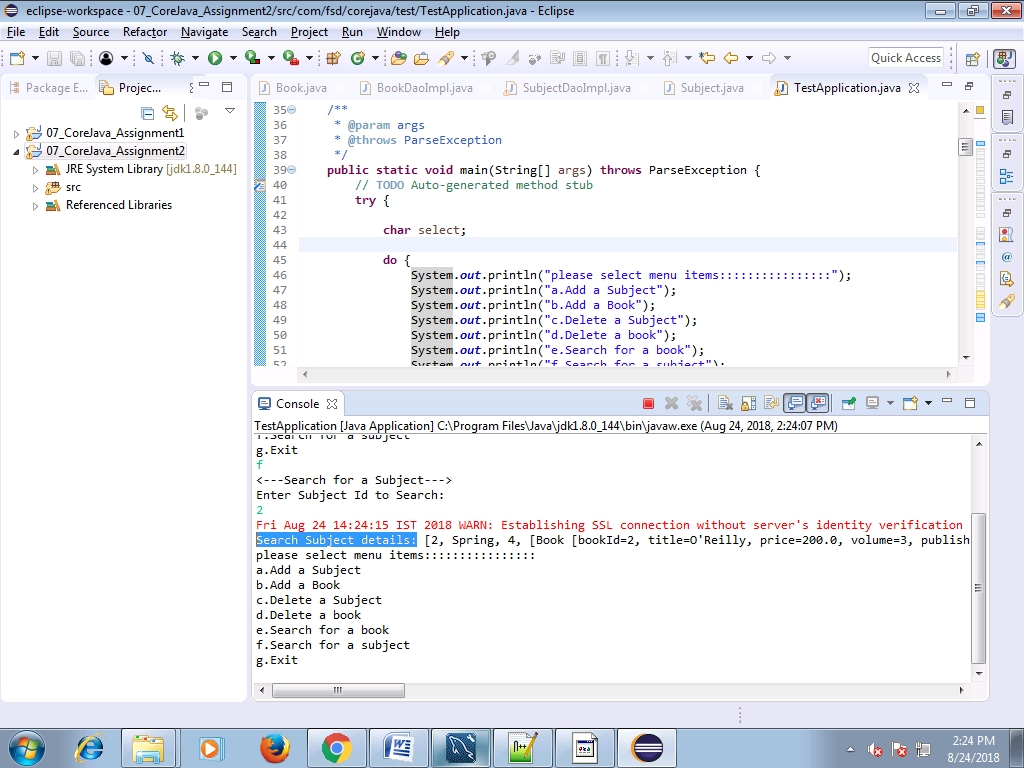 eclipse-workspace - 07_CoreJava_Assignment2/src/com/fsd/corejava/test/TestApplication.java - Eclipse
File Edit Source Refactor Navigate Search Project Run Window Help
Quick Access
Package E... Projec...
Book.java BookDaoImpl.java SubjectDaoImpl.java Subject.java TestApplication.java
07_CoreJava_Assignment1
07_CoreJava_Assignment2
JRE System Library [jdk1.8.0_144]
src
Referenced Libraries
35 /**
36 * @param args
37 * @throws ParseException
38 */
39 public static void main(String[] args) throws ParseException {
40 // TODO Auto-generated method stub
41 try {
42
43 char select;
44
45 do {
46 System.out.println("please select menu items::::::::::::::::");
47 System.out.println("a.Add a Subject");
48 System.out.println("b.Add a Book");
49 System.out.println("c.Delete a Subject");
50 System.out.println("d.Delete a book");
51 System.out.println("e.Search for a book");
52 System.out.println("f.Search for a subject");
Console
TestApplication [Java Application] C:\Program Files\Java\jdk1.8.0_144\bin\javaw.exe (Aug 24, 2018, 2:24:07 PM)
f.Search for a subject
g.Exit
f
<---Search for a Subject--->
Enter Subject Id to Search:
2
Fri Aug 24 14:24:15 IST 2018 WARN: Establishing SSL connection without server's identity verification
Search Subject details: [2, Spring, 4, [Book [bookId=2, title=O'Reilly, price=200.0, volume=3, publish
please select menu items::::::::::::::::
a.Add a Subject
b.Add a Book
c.Delete a Subject
d.Delete a book
e.Search for a book
f.Search for a subject
g.Exit
2:24 PM
8/24/2018